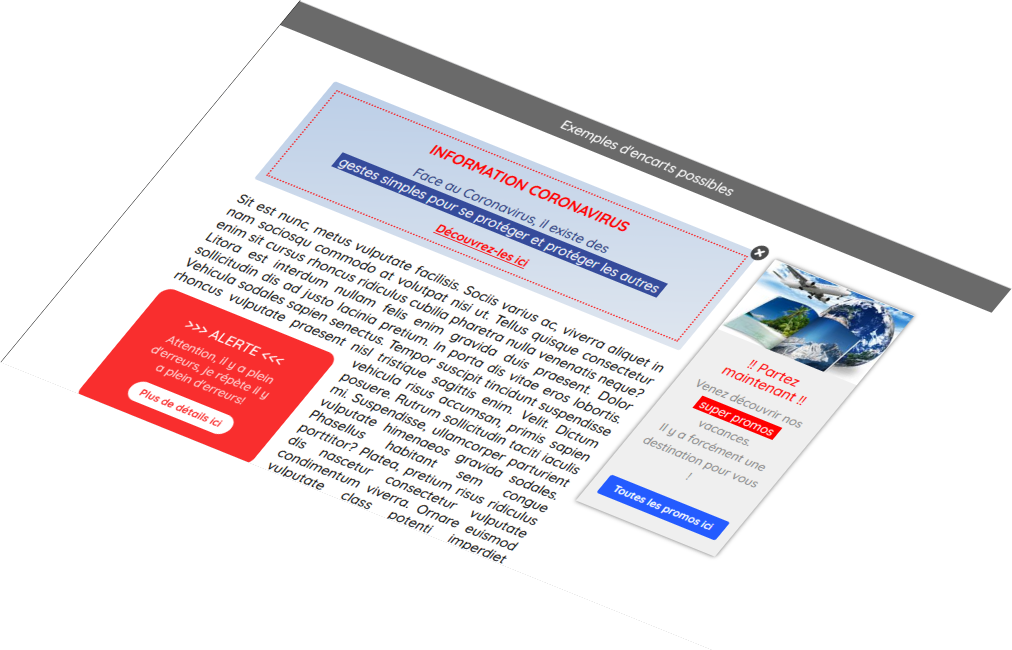 Exemples d'encarts possibles
INFORMATION CORONAVIRUS
Face au Coronavirus, il existe des
gestes simples pour se protéger et protéger les autres
Découvrez-les ici
Sit est nunc, metus vulputate facilisis. Sociis varius ac, viverra aliquet in
nam sociosqu commodo at volutpat nisi ut. Tellus quisque consectetur
enim sit cursus rhoncus ridiculus cubilia pharetra nulla venenatis neque?
Litora est interdum nullam felis enim gravida duis praesent. Dolor
sollicitudin dis ad justo lacinia pretium. In porta dis vitae eros lobortis.
Vehicula sodales sapien senectus. Tempor suscipit tincidunt suspendisse
rhoncus vulputate praesent nisl tristique sagittis enim. Velit. Dictum
vehicula risus accumsan, primis sapien
posuere. Rutrum sollicitudin taciti iaculis
mi. Suspendisse, ullamcorper parturient
vulputate himenaeos gravida sodales.
Phasellus habitant sem congue
porttitor? Platea, pretium risus ridiculus
dis nascetur consectetur vulputate
condimentum viverra. Ornare euismod
vulputate class potenti imperdiet
>>> ALERTE <<<
Attention, il y a plein
d'erreurs, je répète il y
a plein d'erreurs!
Plus de détails ici
!! Partez
maintenant !!
Venez découvrir nos
super promos
vacances.
Il y a forcément une
destination pour vous
!
Toutes les promos ici